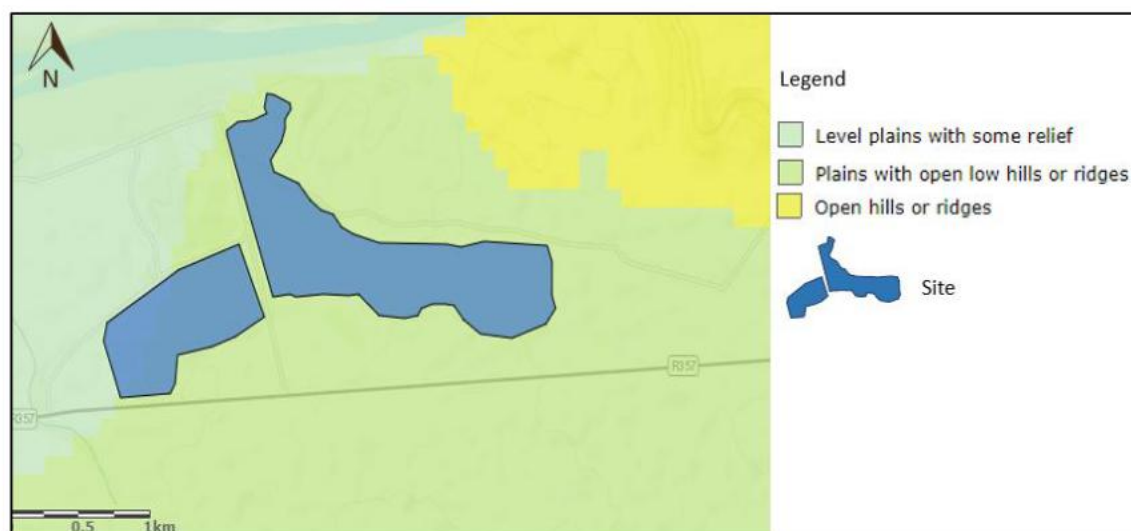 N
Legend
Level plains with some relief
Plains with open low hills or ridges
Open hills or ridges
Site
R357
R357
0.5 1km